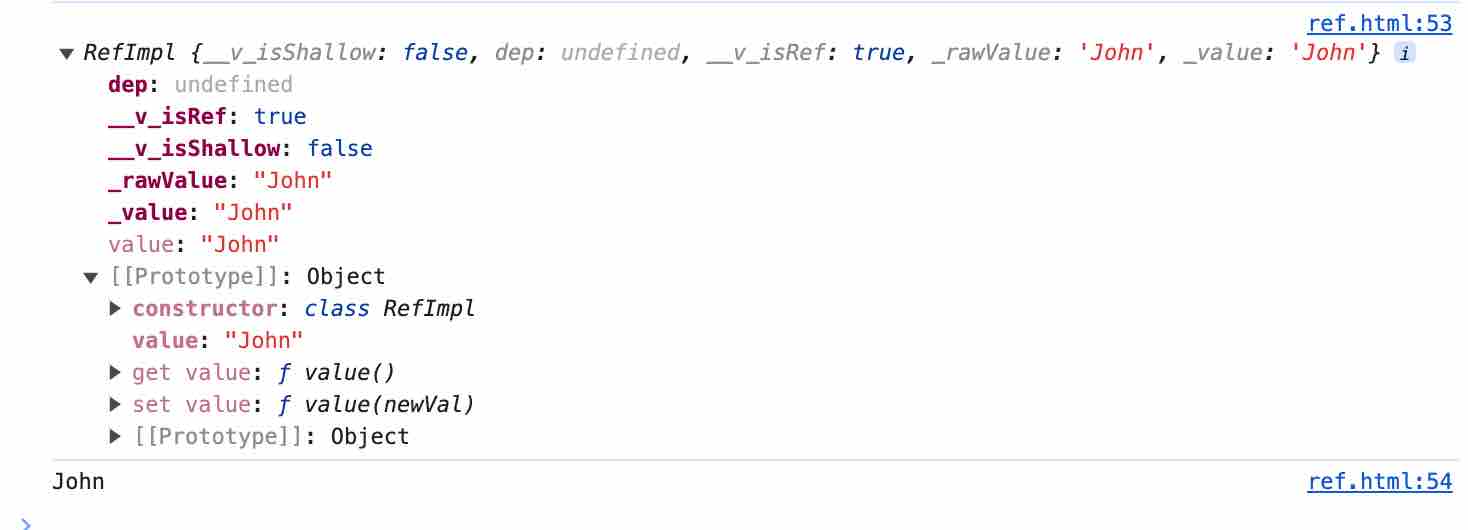 ref.html:53
▼ RefImpl {__v_isShallow: false, dep: undefined, __v_isRef: true, _rawValue: 'John', _value: 'John'} i
dep: undefined
__v_isRef: true
__v_isShallow: false
_rawValue: "John"
_value: "John"
value: "John"
▼ [[Prototype]]: Object
▶ constructor: class RefImpl
value: "John"
▶ get value: ƒ value()
▶ set value: ƒ value(newVal)
▶ [[Prototype]]: Object
John ref.html:54
>